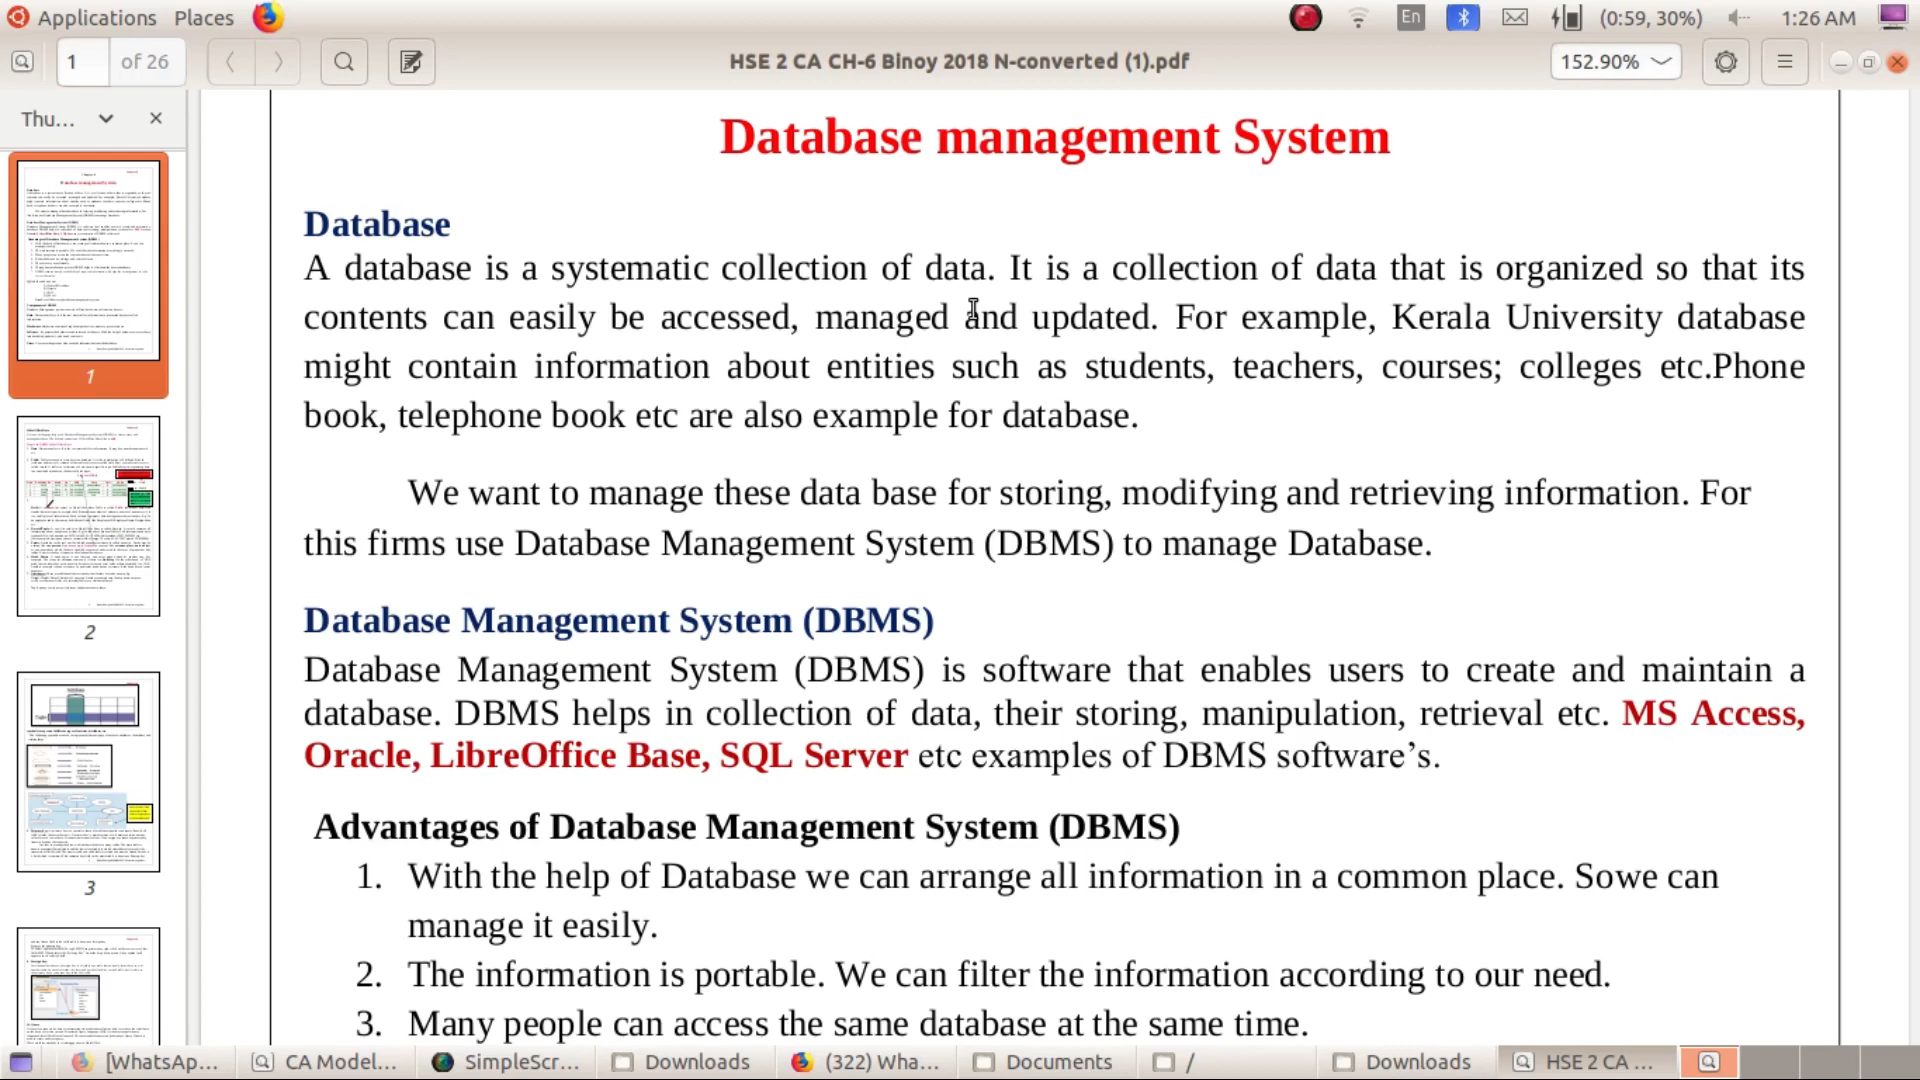 Applications Places En (0:59, 30%) 1:26 AM
1 of 26 HSE 2 CA CH-6 Binoy 2018 N-converted (1).pdf 152.90%
Thu...
1
2
3
Database management System
Database
A database is a systematic collection of data. It is a collection of data that is organized so that its
contents can easily be accessed, managed and updated. For example, Kerala University database
might contain information about entities such as students, teachers, courses; colleges etc.Phone
book, telephone book etc are also example for database.
We want to manage these data base for storing, modifying and retrieving information. For
this firms use Database Management System (DBMS) to manage Database.
Database Management System (DBMS)
Database Management System (DBMS) is software that enables users to create and maintain a
database. DBMS helps in collection of data, their storing, manipulation, retrieval etc. MS Access,
Oracle, LibreOffice Base, SQL Server etc examples of DBMS software’s.
Advantages of Database Management System (DBMS)
1. With the help of Database we can arrange all information in a common place. Sowe can
manage it easily.
2. The information is portable. We can filter the information according to our need.
3. Many people can access the same database at the same time.
[WhatsAp... CA Model... SimpleScr... Downloads (322) Wha... Documents / Downloads HSE 2 CA ...